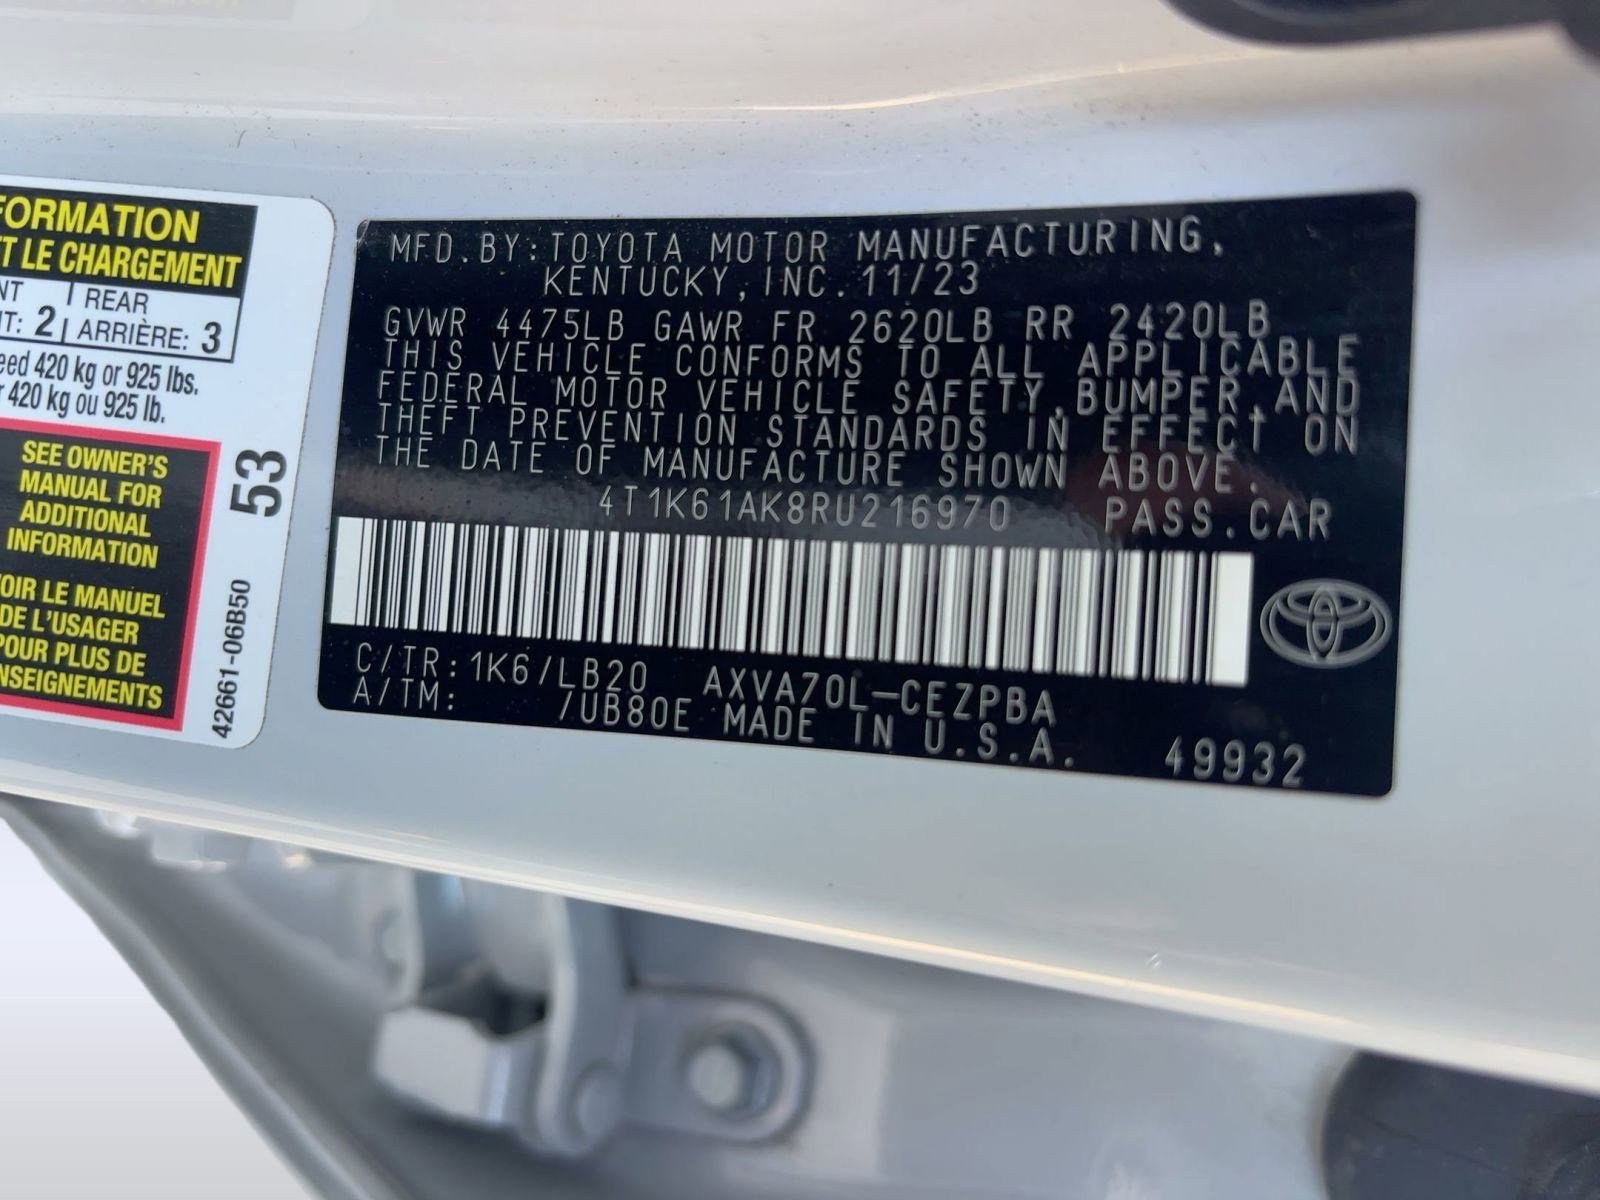 FORMATION
ET LE CHARGEMENT
NT
REAR
NT: 2
ARRIÈRE: 3
eed 420 kg or 925 lbs.
r 420 kg ou 925 lb.
SEE OWNER'S
MANUAL FOR
ADDITIONAL
INFORMATION
VOIR LE MANUEL
DE L'USAGER
POUR PLUS DE
NSEIGNEMENTS
53
42661-06B50
MFD.BY:TOYOTA MOTOR MANUFACTURING,
KENTUCKY,INC. 11/23
GVWR 4475LB GAWR FR 2620LB RR 2420LB
THIS VEHICLE CONFORMS TO ALL APPLICABLE
FEDERAL MOTOR VEHICLE SAFETY,BUMPER,AND
THEFT PREVENTION STANDARDS IN EFFECT ON
THE DATE OF MANUFACTURE SHOWN ABOVE.
4T1K61AK8RU216970 PASS.CAR
C/TR:1K6/LB20 AXVA70L-CEZPBA
A/TM: /UB80E MADE IN U.S.A. 49932